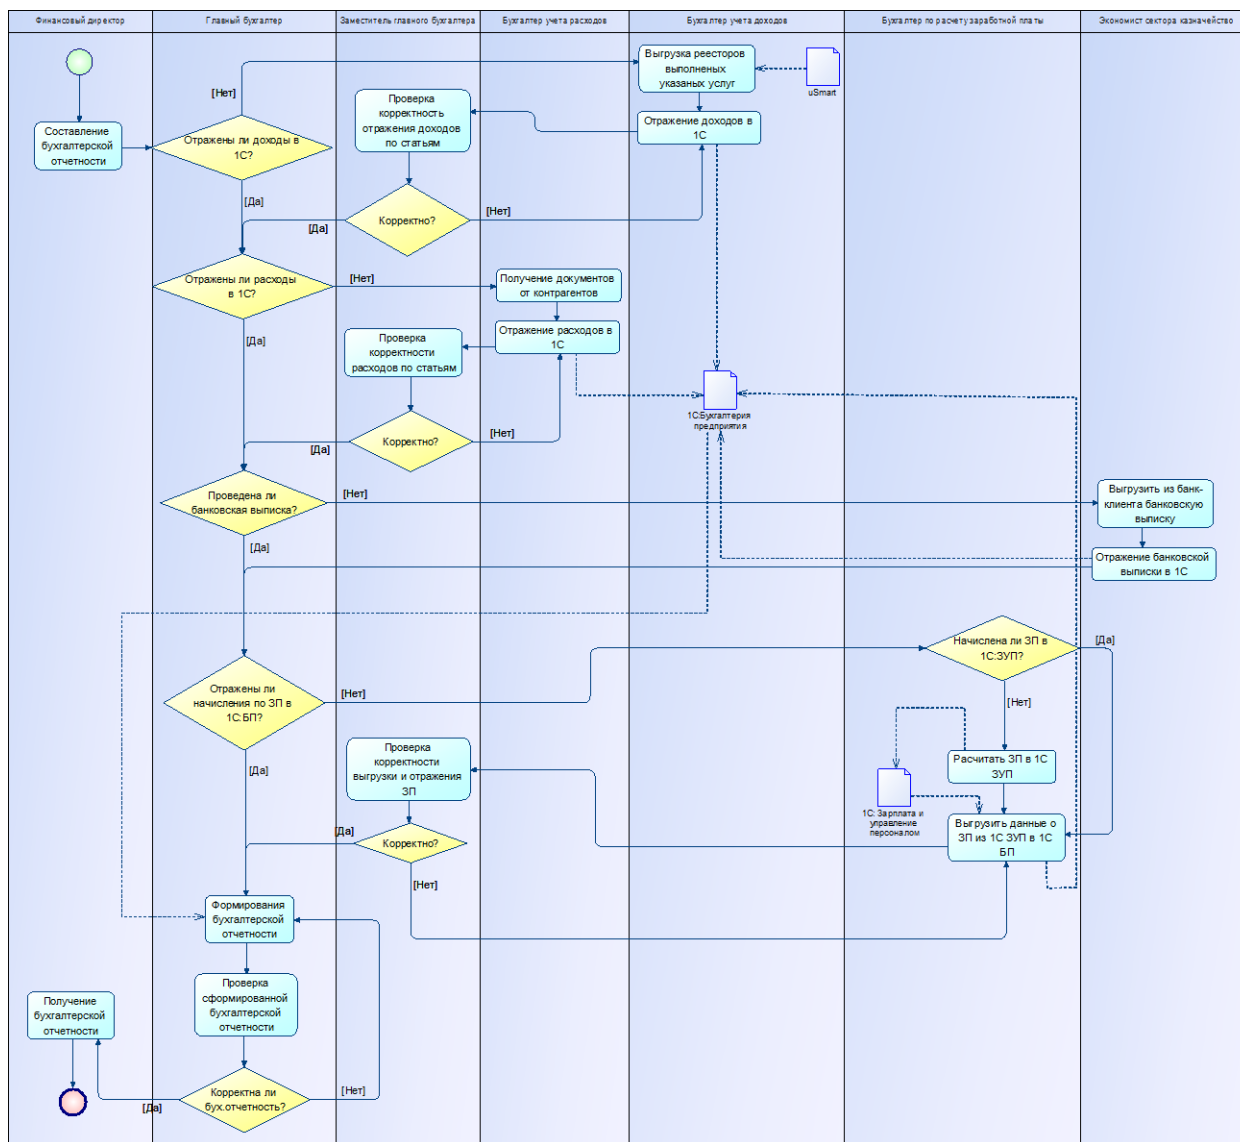 Финансовый директор
Главный бухгалтер
Заместитель главного бухгалтера
Бухгалтер учета расходов
Бухгалтер учета доходов
Бухгалтер по расчету заработной платы
Экономист сектора казначейство
Выгрузка реесторов
выполненых
указаных услуг
uSmart
[Нет]
Проверка
корректность
отражения доходов
по статьям
Отражение доходов в
1С
Составление
бухгалтерской
отчетности
Отражены ли доходы в
1С?
[Да]
Корректно?
[Нет]
[Да]
Отражены ли расходы
в 1С?
[Нет]
Получение документов
от контрагентов
Отражение расходов в
1С
[Да]
Проверка
корректности
расходов по статьям
1С:Бухгалтерия
предприятия
Корректно?
[Нет]
[Да]
Проведена ли
банковская выписка?
[Нет]
Выгрузить из банк-
клиента банковскую
выписку
[Да]
Отражение банковской
выписки в 1С
Начислена ли ЗП в
1С:ЗУП?
[Да]
Отражены ли
начисления по ЗП в
1С:БП?
[Нет]
[Нет]
[Да]
Проверка
корректности
выгрузки и отражения
ЗП
Расчитать ЗП в 1С
ЗУП
1С: Зарплата и
управление
персоналом
Выгрузить данные о
ЗП из 1С ЗУП в 1С
БП
[Да]
Корректно?
[Нет]
Формирования
бухгалтерской
отчетности
Проверка
сформированной
бухгалтерской
отчетности
Получение
бухгалтерской
отчетности
Корректна ли
бух.отчетность?
[Нет]
[Да]